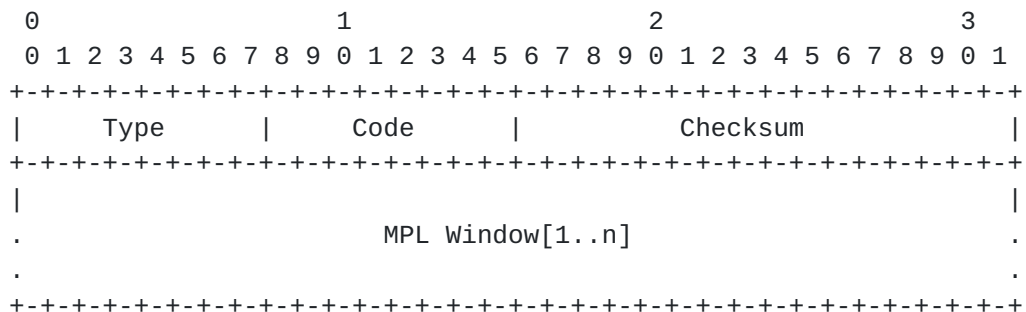 0                   1                   2                   3
 0 1 2 3 4 5 6 7 8 9 0 1 2 3 4 5 6 7 8 9 0 1 2 3 4 5 6 7 8 9 0 1
+-+-+-+-+-+-+-+-+-+-+-+-+-+-+-+-+-+-+-+-+-+-+-+-+-+-+-+-+-+-+-+-+
|     Type      |     Code      |          Checksum             |
+-+-+-+-+-+-+-+-+-+-+-+-+-+-+-+-+-+-+-+-+-+-+-+-+-+-+-+-+-+-+-+-+
|                                                               |
.                       MPL Window[1..n]                        .
.                                                               .
+-+-+-+-+-+-+-+-+-+-+-+-+-+-+-+-+-+-+-+-+-+-+-+-+-+-+-+-+-+-+-+-+